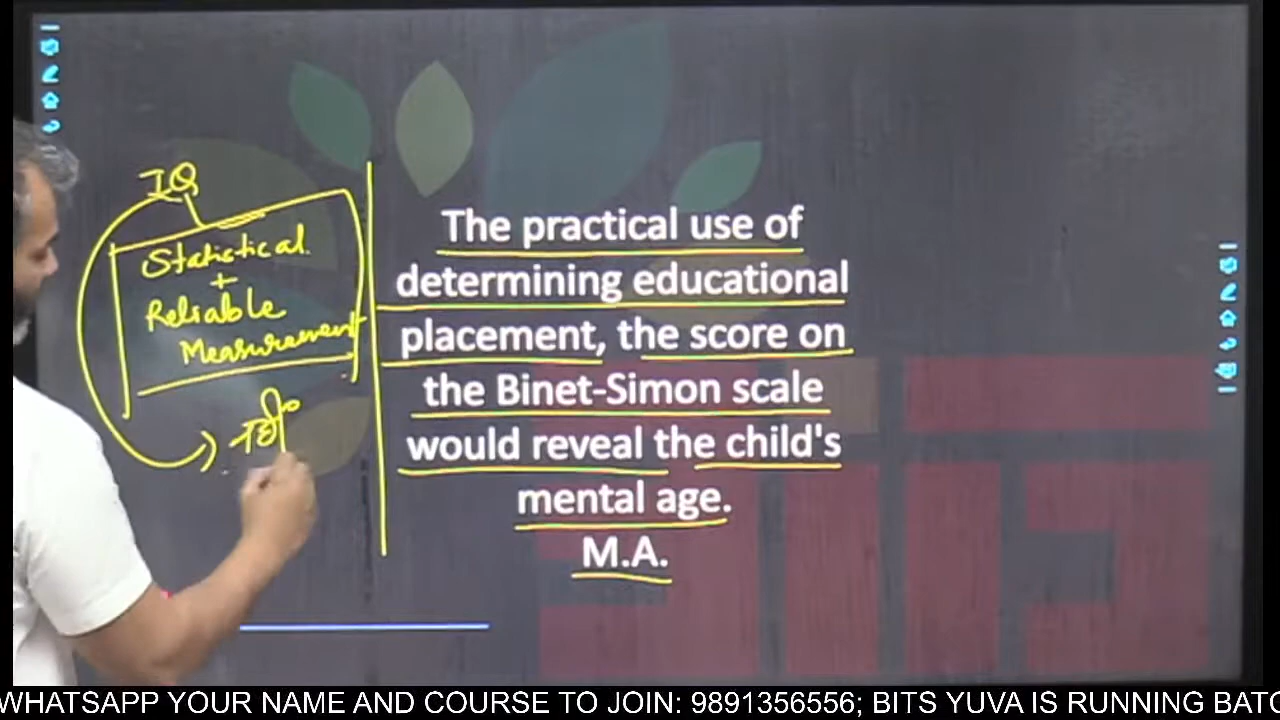 IQ
Statistical
+
Reliable
Measurement
The practical use of
determining educational
placement, the score on
the Binet-Simon scale
would reveal the child's
mental age.
M.A.
WHATSAPP YOUR NAME AND COURSE TO JOIN: 9891356556; BITS YUVA IS RUNNING BATC